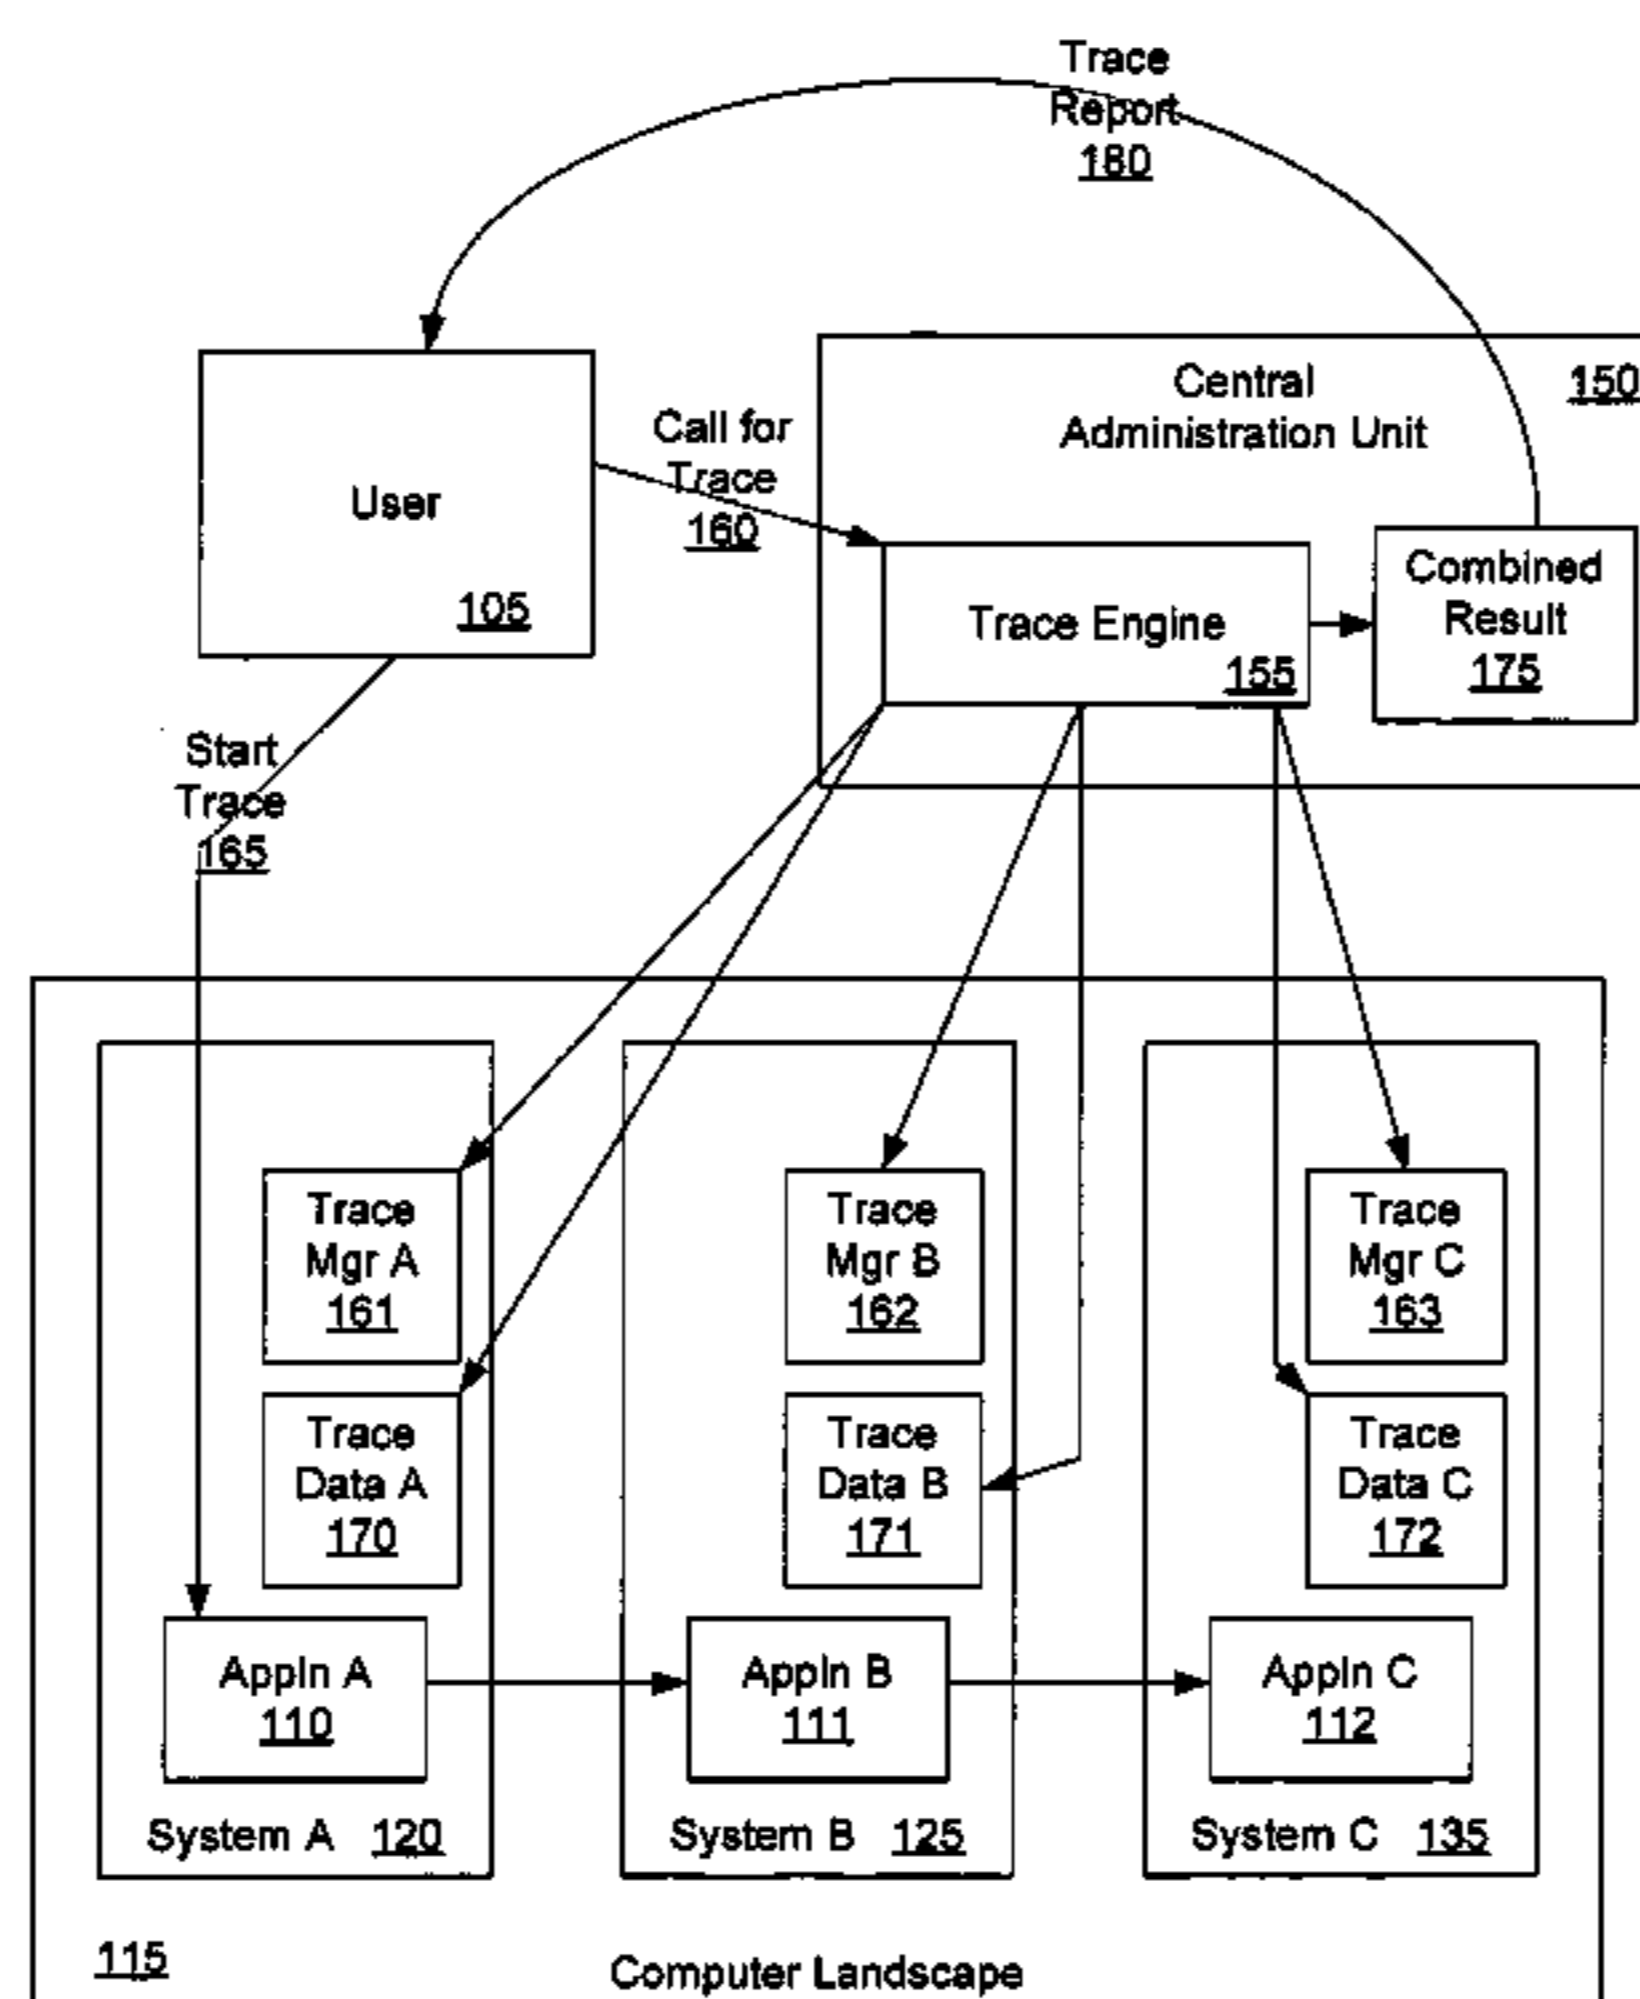 Trace
Report
180
Central
Administration Unit
150
Call for
Trace
160
User
105
Trace Engine
155
Combined
Result
175
Start
Trace
165
Trace
Mgr A
161
Trace
Mgr B
162
Trace
Mgr C
163
Trace
Data A
170
Trace
Data B
171
Trace
Data C
172
Appln A
110
Appln B
111
Appln C
112
System A 120
System B 125
System C 135
115
Computer Landscape